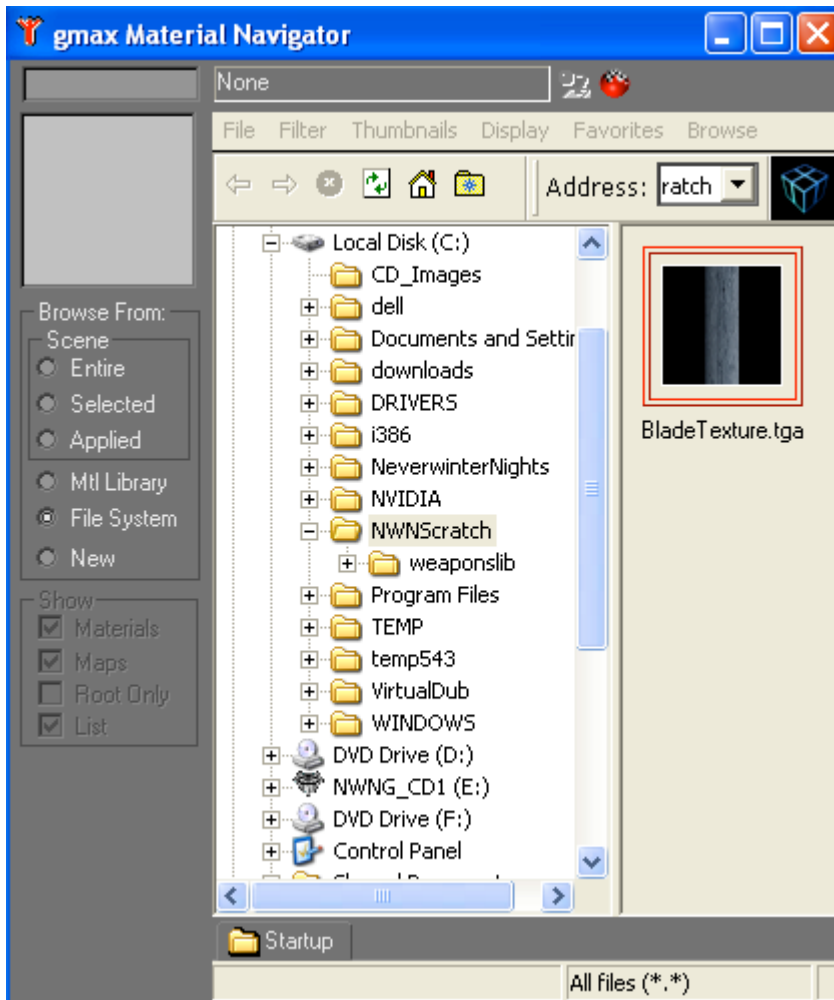 gmax Material Navigator
None
File Filter Thumbnails Display Favorites Browse
Address: ratch
Browse From:
Scene
Entire
Selected
Applied
Mtl Library
File System
New
Show
Materials
Maps
Root Only
List
Local Disk (C:)
CD_Images
dell
Documents and Settir
downloads
DRIVERS
i386
NeverwinterNights
NVIDIA
NWNScratch
weaponslib
Program Files
TEMP
temp543
VirtualDub
WINDOWS
DVD Drive (D:)
NWNG_CD1 (E:)
DVD Drive (F:)
Control Panel
BladeTexture.tga
Startup
All files (*.*)